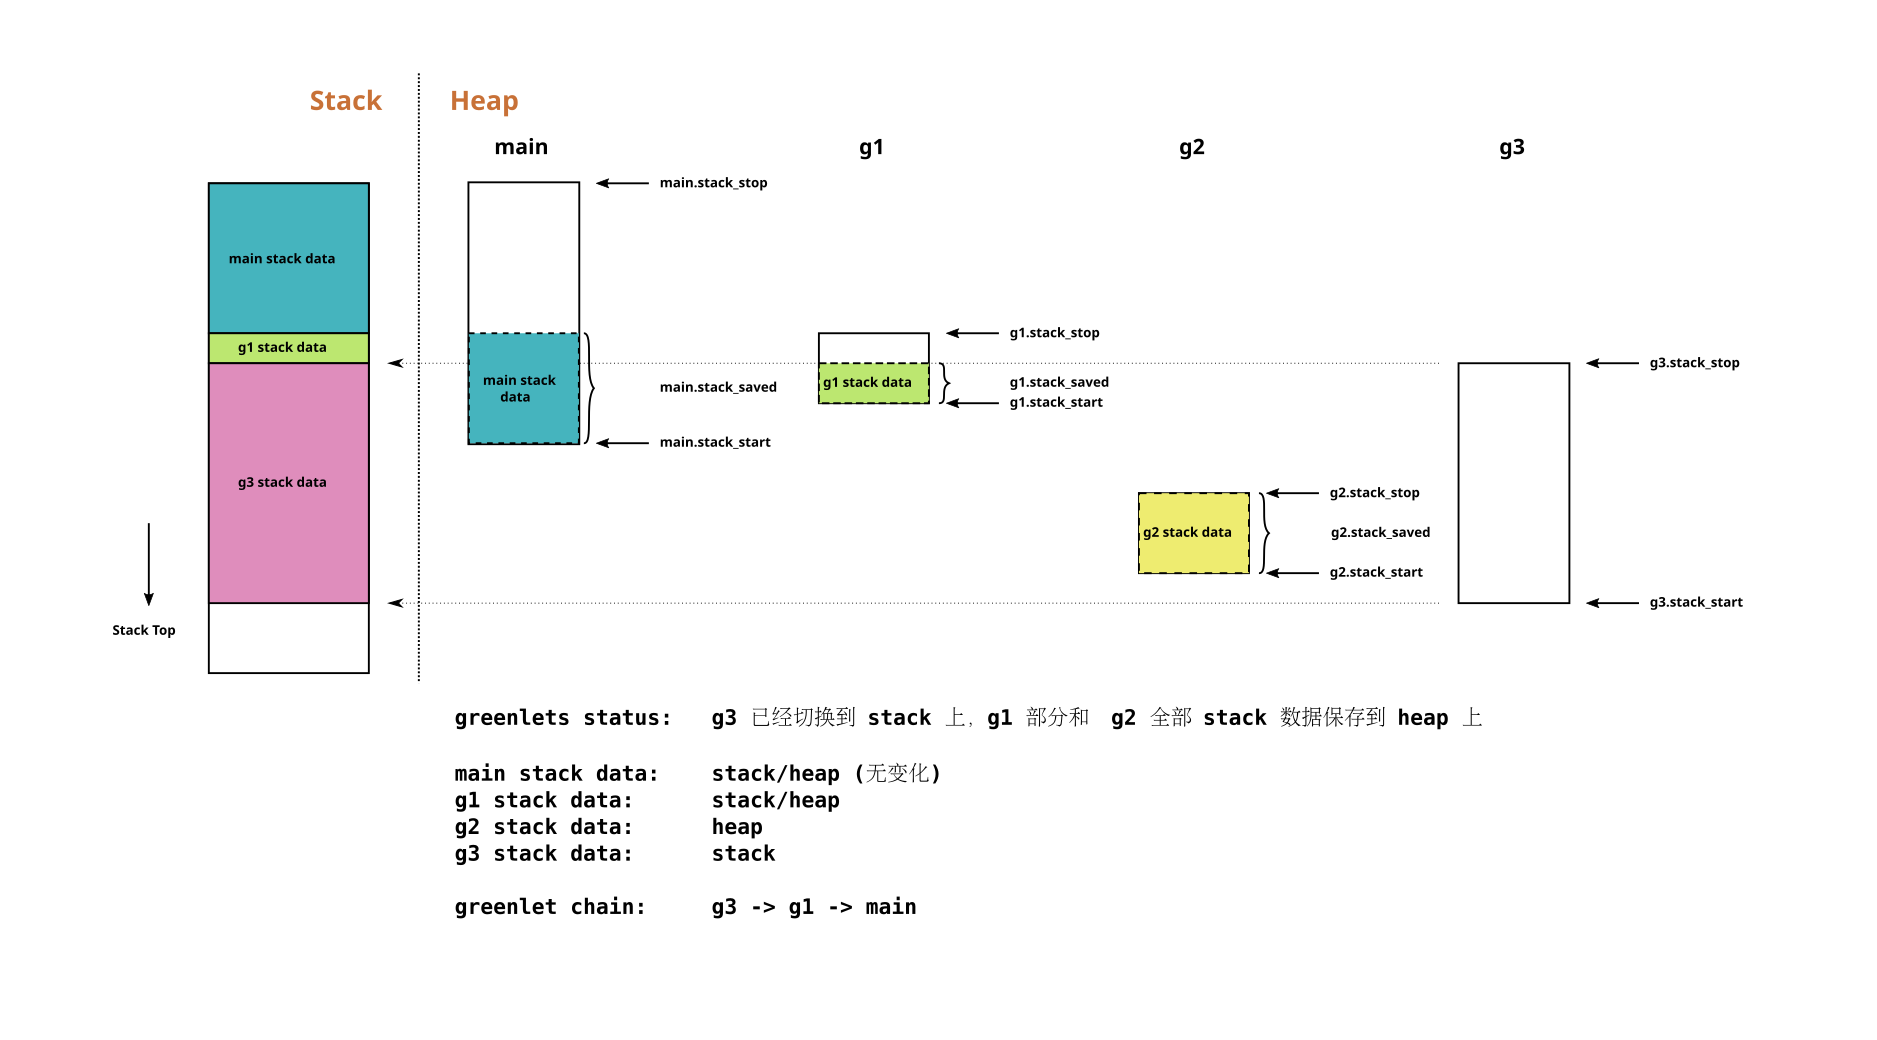 Stack
Heap
main
g1
g2
g3
main.stack_stop
main stack data
g1.stack_stop
g1 stack data
g3.stack_stop
main stack
data
main.stack_saved
g1 stack data
g1.stack_saved
g1.stack_start
main.stack_start
g3 stack data
g2.stack_stop
g2 stack data
g2.stack_saved
g2.stack_start
g3.stack_start
Stack Top
greenlets status: g3 已经切换到 stack 上, g1 部分和 g2 全部 stack 数据保存到 heap 上
main stack data: stack/heap (无变化)
g1 stack data: stack/heap
g2 stack data: heap
g3 stack data: stack
greenlet chain: g3 -> g1 -> main